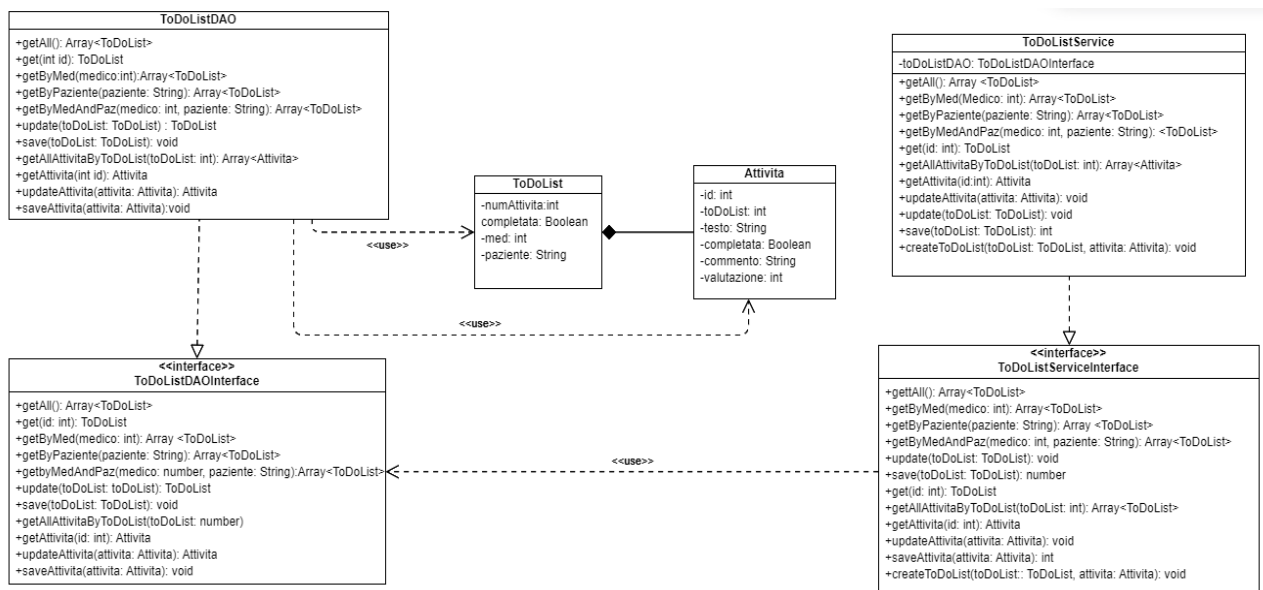 ToDoListDAO
+getAll(): Array<ToDoList>
+get(int id): ToDoList
+getByMed(medico:int):Array<ToDoList>
+getByPaziente(paziente: String): Array<ToDoList>
+getByMedAndPaz(medico: int, paziente: String): Array<ToDoList>
+update(toDoList: ToDoList) : ToDoList
+save(toDoList: ToDoList): void
+getAllAttivitaByToDoList(toDoList: int): Array<Attivita>
+getAttivita(int id): Attivita
+updateAttivita(attivita: Attivita): Attivita
+saveAttivita(attivita: Attivita):void
ToDoList
-numAttivita:int
completata: Boolean
-med: int
-paziente: String
Attivita
-id: int
-toDoList: int
-testo: String
-completata: Boolean
-commento: String
-valutazione: int
ToDoListService
-toDoListDAO: ToDoListDAOInterface
+getAll(): Array <ToDoList>
+getByMed(Medico: int): Array<ToDoList>
+getByPaziente(paziente: String): Array<ToDoList>
+getByMedAndPaz(medico: int, paziente: String): <ToDoList>
+get(id: int): ToDoList
+getAllAttivitaByToDoList(toDoList: int): Array<Attivita>
+getAttivita(id:int): Attivita
+updateAttivita(attivita: Attivita): void
+update(toDoList: ToDoList): void
+save(toDoList: ToDoList): int
+createToDoList(toDoList: ToDoList, attivita: Attivita): void
<<use>>
<<use>>
<<interface>>
ToDoListDAOInterface
+getAll(): Array<ToDoList>
+get(id: int): ToDoList
+getByMed(medico: int): Array <ToDoList>
+getByPaziente(paziente: String): Array<ToDoList>
+getbyMedAndPaz(medico: number, paziente: String):Array<ToDoList>
+update(toDoList: toDoList): ToDoList
+save(toDoList: ToDoList): void
+getAllAttivitaByToDoList(toDoList: number)
+getAttivita(id: int): Attivita
+updateAttivita(attivita: Attivita): Attivita
+saveAttivita(attivita: Attivita): void
<<use>>
<<interface>>
ToDoListServiceInterface
+gettAll(): Array<ToDoList>
+getByMed(medico: int): Array<ToDoList>
+getByPaziente(paziente: String): Array <ToDoList>
+getByMedAndPaz(medico: int, paziente: String): Array<ToDoList>
+update(toDoList: ToDoList): void
+save(toDoList: ToDoList): number
+get(id: int): ToDoList
+getAllAttivitaByToDoList(toDoList: int): Array<ToDoList>
+getAttivita(id: int): Attivita
+updateAttivita(attivita: Attivita): void
+saveAttivita(attivita: Attivita): int
+createToDoList(toDoList:: ToDoList, attivita: Attivita): void